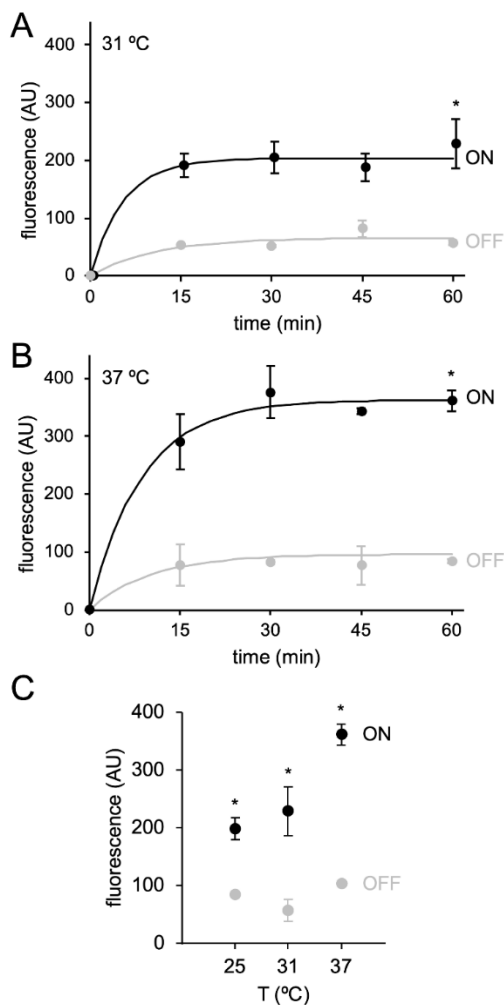 A
31 ºC
400
300
200
100
0
fluorescence (AU)
*
ON
OFF
0 15 30 45 60
time (min)
B
37 ºC
400
300
200
100
0
fluorescence (AU)
*
ON
OFF
0 15 30 45 60
time (min)
C
400
300
200
100
0
fluorescence (AU)
* * *
ON
OFF
25 31 37
T (ºC)